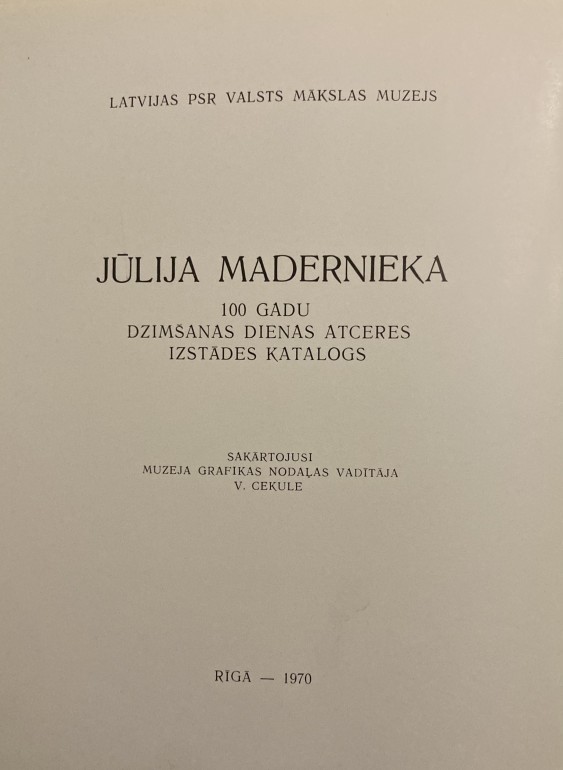 LATVIJAS PSR VALSTS MĀKSLAS MUZEJS
JŪLIJA MADERNIEKA
100 GADU
DZIMŠANAS DIENAS ATCERES
IZSTĀDES KATALOGS
SAKĀRTOJUSI
MUZEJA GRAFIKAS NODAĻAS VADĪTĀJA
V. CEKULE
RĪGĀ — 1970